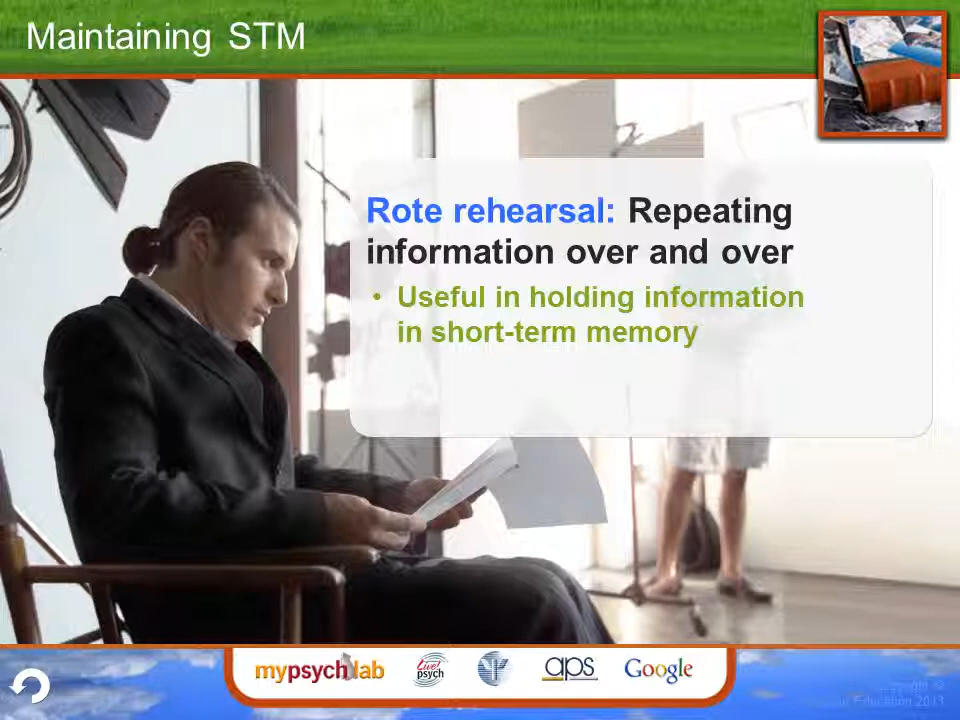 Maintaining STM
Rote rehearsal: Repeating
information over and over
• Useful in holding information
in short-term memory
mypsychlab
Live!
psych
aps
Google
Education 2013